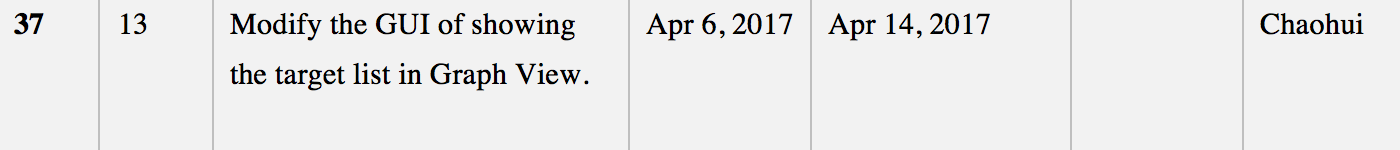 37 13 Modify the GUI of showing Apr 6, 2017 Apr 14, 2017 Chaohui
the target list in Graph View.